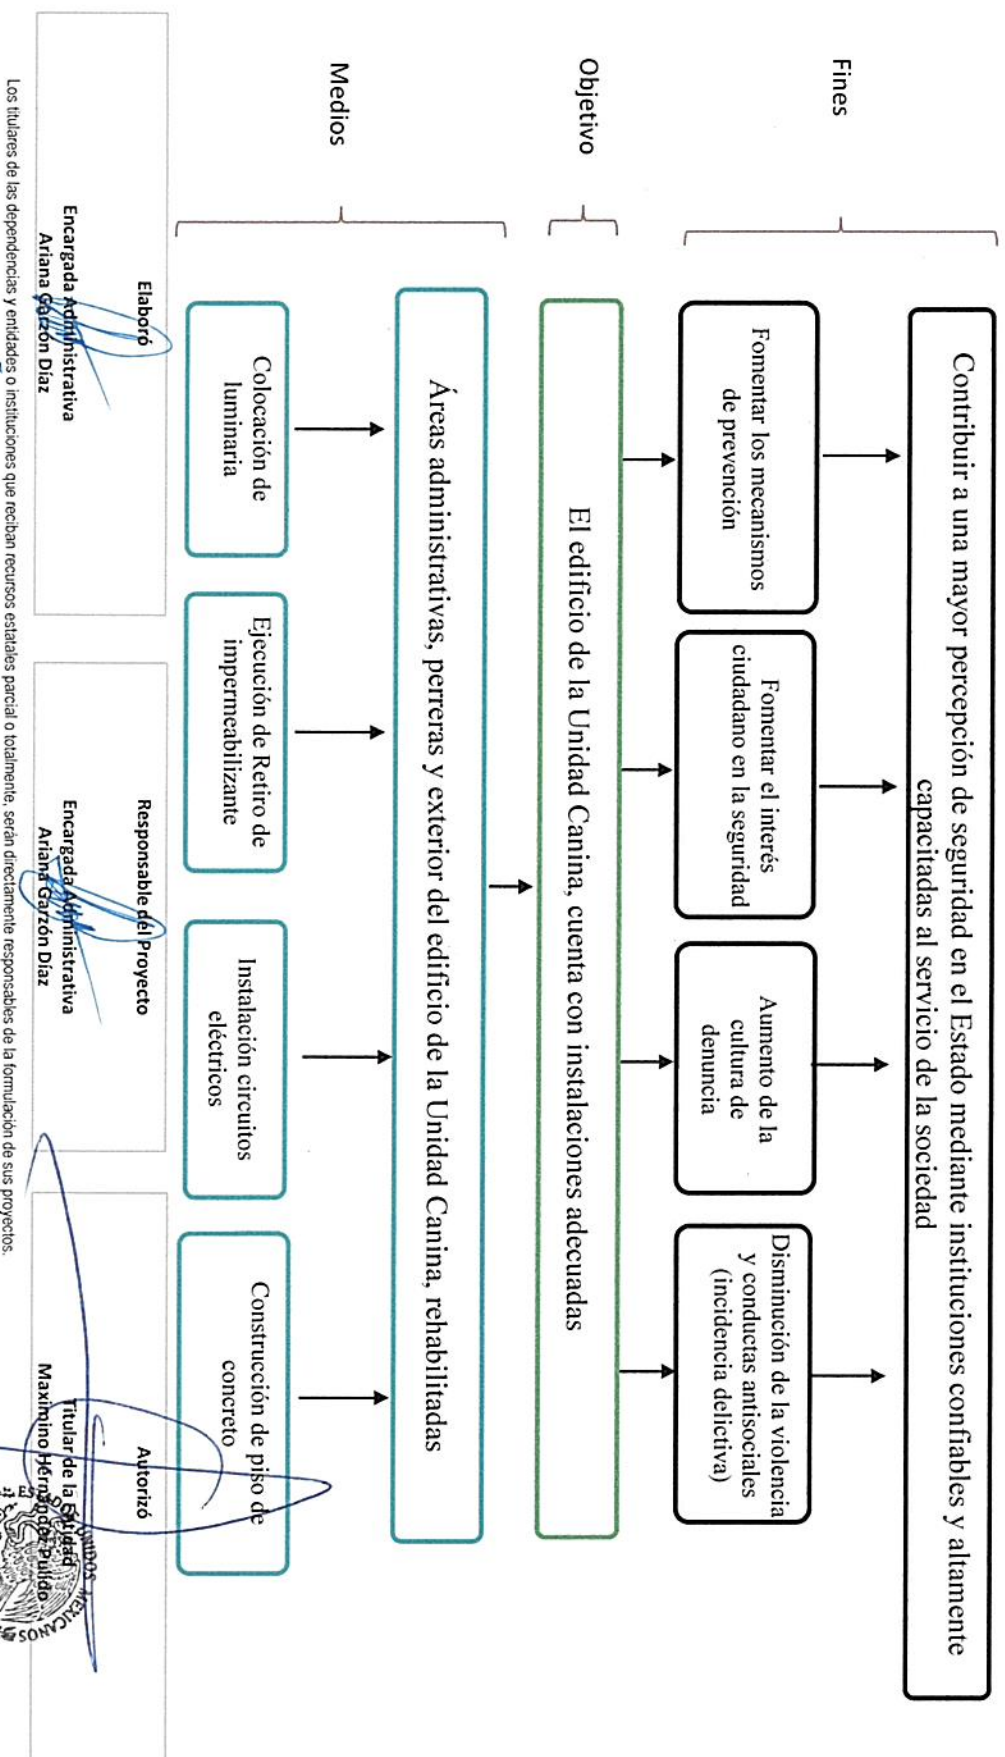 Fines
Contribuir a una mayor percepción de seguridad en el Estado mediante instituciones confiables y altamente
capacitadas al servicio de la sociedad
Fomentar los mecanismos
de prevención
Fomentar el interés
ciudadano en la seguridad
Aumento de la
cultura de
denuncia
Disminución de la violencia
y conductas antisociales
(incidencia delictiva)
Objetivo
El edificio de la Unidad Canina, cuenta con instalaciones adecuadas
Medios
Áreas administrativas, perreras y exterior del edificio de la Unidad Canina, rehabilitadas
Colocación de
luminaria
Ejecución de Retiro de
impermeabilizante
Instalación circuitos
eléctricos
Construcción de piso de
concreto
Elaboró
Encargada Administrativa
Ariana Garzón Díaz
Responsable del Proyecto
Encargada Administrativa
Ariana Garzón Díaz
Autorizó
Titular de la Entidad
Maximino Hernández Pulido
UNIDOS MEXICANOS
Los titulares de las dependencias y entidades o instituciones que reciban recursos estatales parcial o totalmente, serán directamente responsables de la formulación de sus proyectos.